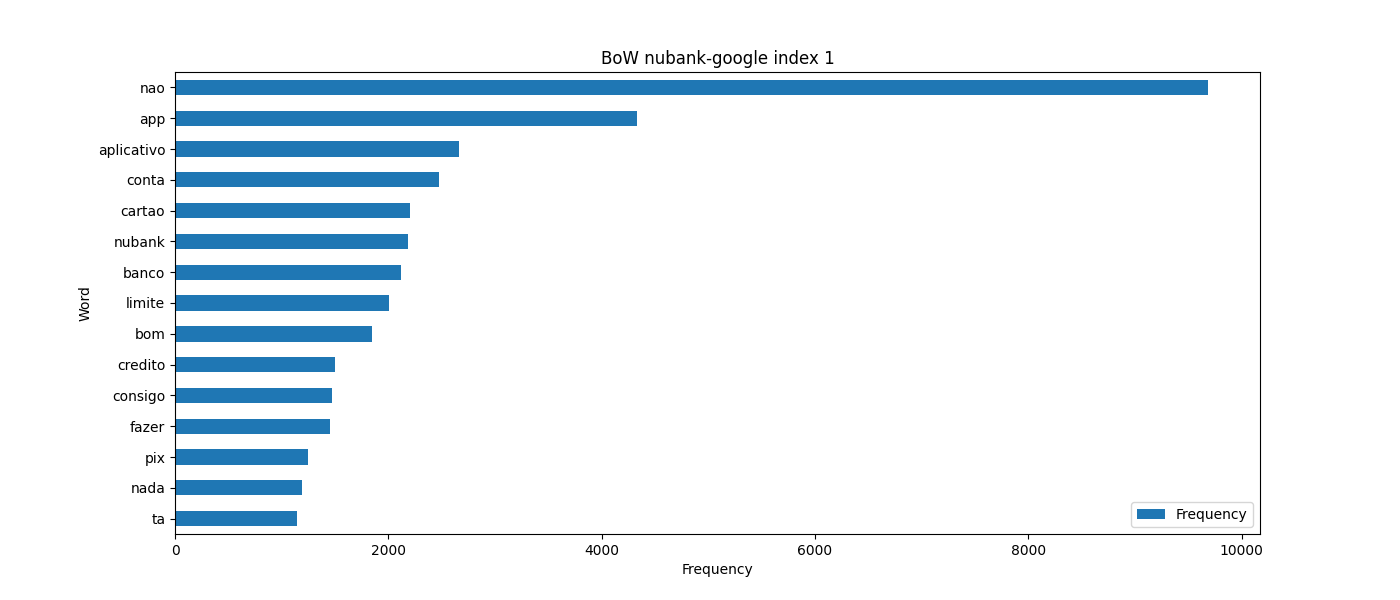 BoW nubank-google index 1
nao
app
aplicativo
conta
cartao
nubank
banco
limite
bom
credito
consigo
fazer
pix
nada
ta
Word
0 2000 4000 6000 8000 10000
Frequency
Frequency